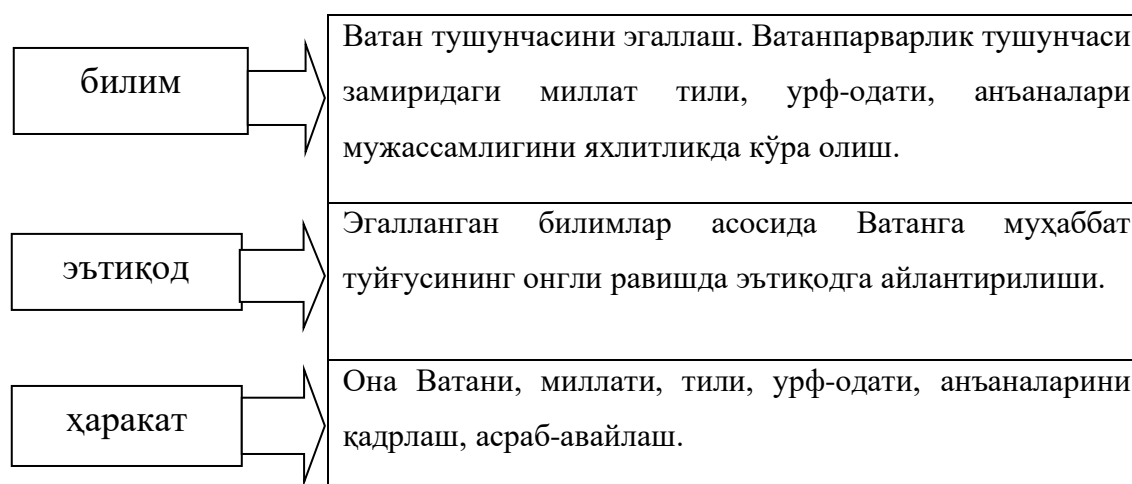 билим
Ватан тушунчасини эгаллаш. Ватанпарварлик тушунчаси
замиридаги миллат тили, урф-одати, анъаналари
мужассамлигини яхлитликда кўра олиш.
эътиқод
Эгалланган билимлар асосида Ватанга муҳаббат
туйғусининг онгли равишда эътиқодга айлантирилиши.
ҳаракат
Она Ватани, миллати, тили, урф-одати, анъаналарини
қадрлаш, асраб-авайлаш.